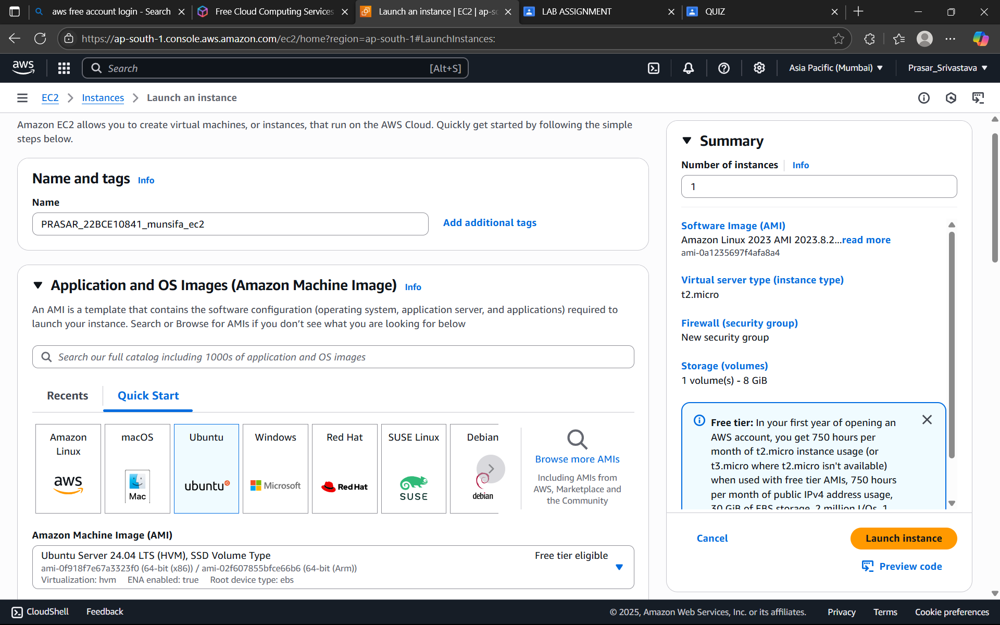 aws free account login - Search
Free Cloud Computing Services
Launch an instance | EC2 | ap-so
LAB ASSIGNMENT
QUIZ
https://ap-south-1.console.aws.amazon.com/ec2/home?region=ap-south-1#LaunchInstances:
aws
Search
[Alt+S]
Asia Pacific (Mumbai)
Prasar_Srivastava
EC2
Instances
Launch an instance
Amazon EC2 allows you to create virtual machines, or instances, that run on the AWS Cloud. Quickly get started by following the simple
steps below.
Name and tags Info
Name
PRASAR_22BCE10841_munsifa_ec2
Add additional tags
Application and OS Images (Amazon Machine Image) Info
An AMI is a template that contains the software configuration (operating system, application server, and applications) required to
launch your instance. Search or Browse for AMIs if you don’t see what you are looking for below
Search our full catalog including 1000s of application and OS images
Recents
Quick Start
Amazon
Linux
aws
macOS
Mac
Ubuntu
ubuntu
Windows
Microsoft
Red Hat
Red Hat
SUSE Linux
SUSE
Debian
debian
Browse more AMIs
Including AMIs from
AWS, Marketplace and
the Community
Amazon Machine Image (AMI)
Ubuntu Server 24.04 LTS (HVM), SSD Volume Type
Free tier eligible
ami-0f918f7e67a3323f0 (64-bit (x86)) / ami-02f607855bfce66b6 (64-bit (Arm))
Virtualization: hvm ENA enabled: true Root device type: ebs
Summary
Number of instances Info
1
Software Image (AMI)
Amazon Linux 2023 AMI 2023.8.2...read more
ami-0a1235697f4afa8a4
Virtual server type (instance type)
t2.micro
Firewall (security group)
New security group
Storage (volumes)
1 volume(s) - 8 GiB
Free tier: In your first year of opening an
AWS account, you get 750 hours per
month of t2.micro instance usage (or
t3.micro where t2.micro isn't available)
when used with free tier AMIs, 750 hours
per month of public IPv4 address usage,
30 GiB of EBS storage, 2 million I/Os, 1
Cancel
Launch instance
Preview code
CloudShell
Feedback
© 2025, Amazon Web Services, Inc. or its affiliates.
Privacy
Terms
Cookie preferences